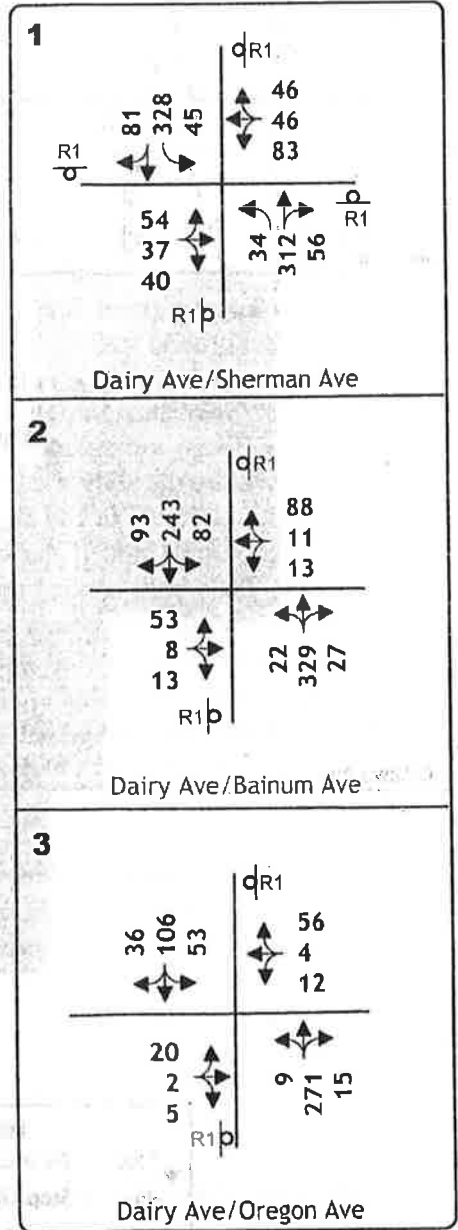 1
R1
81 328 45
46
46
83
R1
R1
54
37
40
34 312 56
R1
Dairy Ave/Sherman Ave
2
R1
93 243 82
88
11
13
53
8
13
22 329 27
R1
Dairy Ave/Bainum Ave
3
R1
36 106 53
56
4
12
20
2
5
9 271 15
R1
Dairy Ave/Oregon Ave